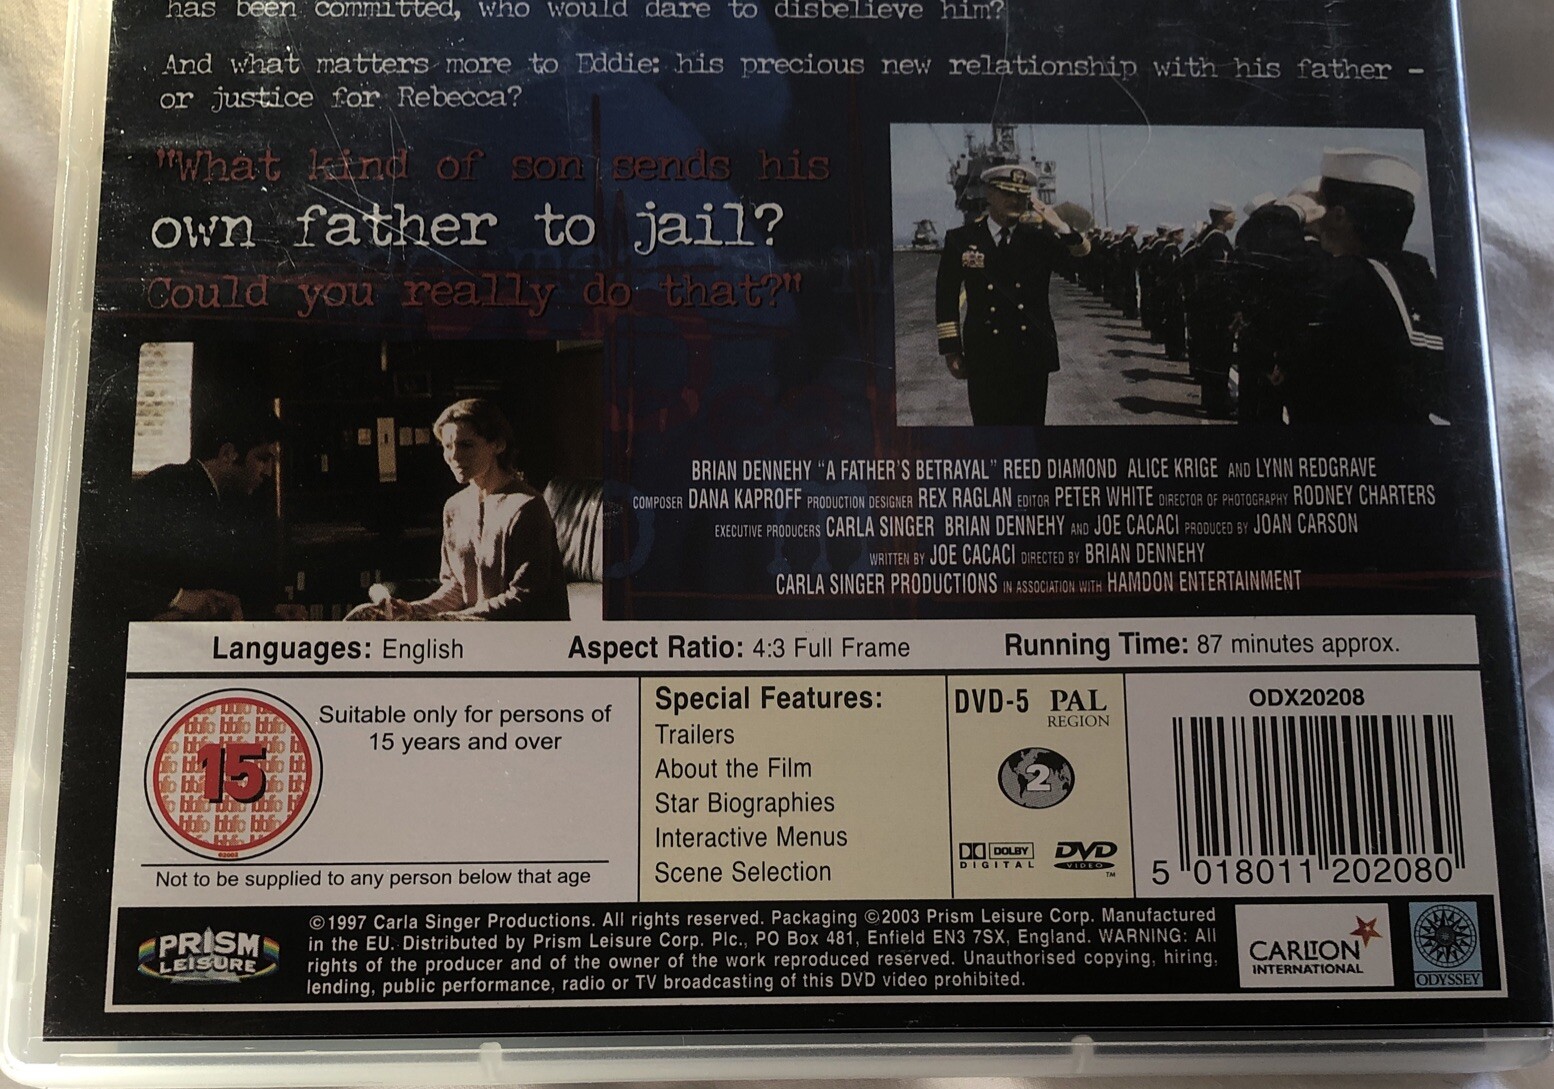 has been committed, who would dare to disbelieve him?
And what matters more to Eddie: his precious new relationship with his father –
or justice for Rebecca?
"What kind of son sends his
own father to jail?
Could you really do that?"
BRIAN DENNEHY "A FATHER'S BETRAYAL" REED DIAMOND ALICE KRIGE AND LYNN REDGRAVE
COMPOSER DANA KAPROFF PRODUCTION DESIGNER REX RAGLAN EDITOR PETER WHITE DIRECTOR OF PHOTOGRAPHY RODNEY CHARTERS
EXECUTIVE PRODUCERS CARLA SINGER BRIAN DENNEHY AND JOE CACACI PRODUCED BY JOAN CARSON
WRITTEN BY JOE CACACI DIRECTED BY BRIAN DENNEHY
CARLA SINGER PRODUCTIONS IN ASSOCIATION WITH HAMDON ENTERTAINMENT
Languages: English Aspect Ratio: 4:3 Full Frame Running Time: 87 minutes approx.
15
Suitable only for persons of
15 years and over
Not to be supplied to any person below that age
Special Features:
Trailers
About the Film
Star Biographies
Interactive Menus
Scene Selection
DVD-5 PAL
REGION
2
DOLBY
DIGITAL
DVD
VIDEO
TM
ODX20208
5 018011 202080
PRISM
LEISURE
©1997 Carla Singer Productions. All rights reserved. Packaging ©2003 Prism Leisure Corp. Manufactured
in the EU. Distributed by Prism Leisure Corp. Plc., PO Box 481, Enfield EN3 7SX, England. WARNING: All
rights of the producer and of the owner of the work reproduced reserved. Unauthorised copying, hiring,
lending, public performance, radio or TV broadcasting of this DVD video prohibited.
CARLTON
INTERNATIONAL
ODYSSEY